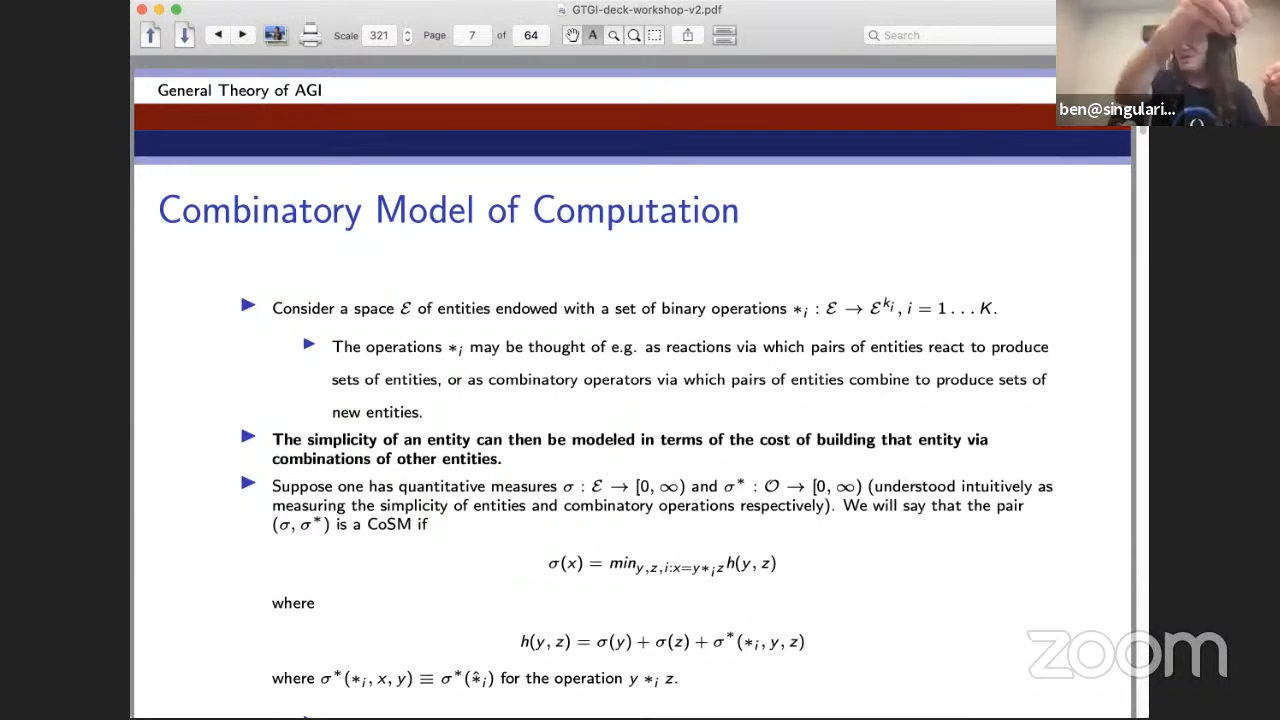 GTGI-deck-workshop-v2.pdf
Scale 321 Page 7 of 64 A Search
General Theory of AGI
ben@singulari...
Combinatory Model of Computation
Consider a space ℰ of entities endowed with a set of binary operations ∗ᵢ : ℰ → ℰ^{kᵢ}, i = 1 . . . K.
The operations ∗ᵢ may be thought of e.g. as reactions via which pairs of entities react to produce
sets of entities, or as combinatory operators via which pairs of entities combine to produce sets of
new entities.
The simplicity of an entity can then be modeled in terms of the cost of building that entity via
combinations of other entities.
Suppose one has quantitative measures σ : ℰ → [0, ∞) and σ* : 𝒪 → [0, ∞) (understood intuitively as
measuring the simplicity of entities and combinatory operations respectively). We will say that the pair
(σ, σ*) is a CoSM if
σ(x) = min_{y,z,i:x=y∗ᵢz} h(y, z)
where
h(y, z) = σ(y) + σ(z) + σ*(∗ᵢ, y, z)
where σ*(∗ᵢ, x, y) ≡ σ*(∗̂ᵢ) for the operation y ∗ᵢ z.
zoom